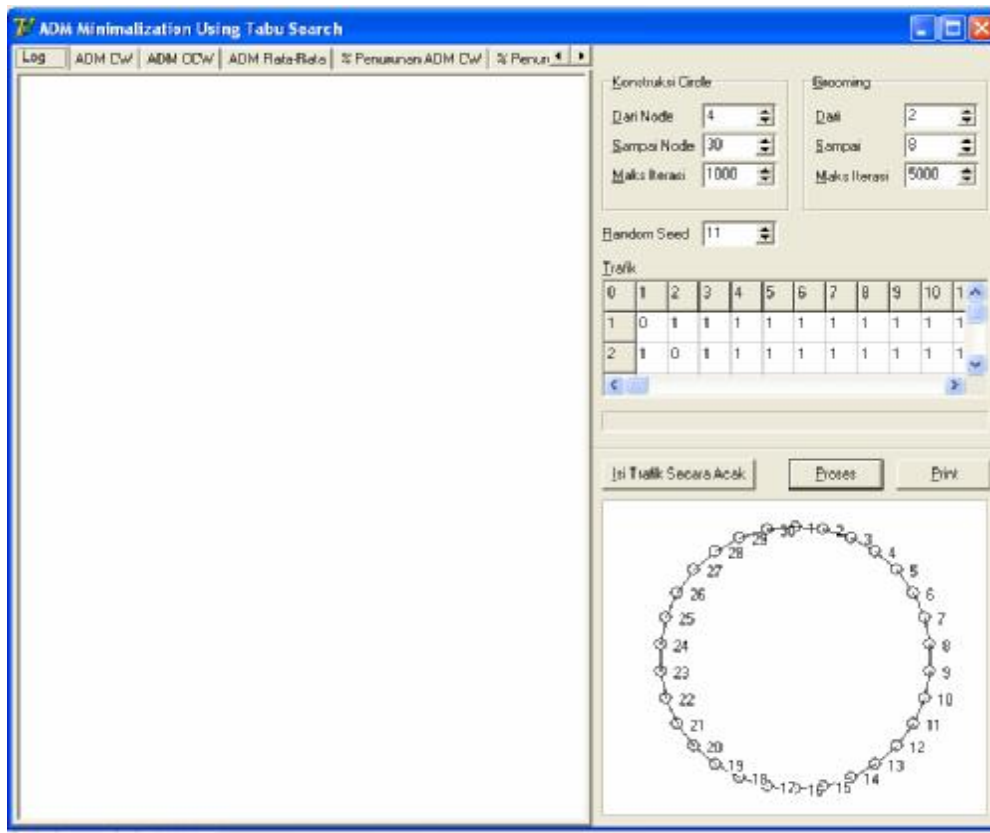 ADM Minimalization Using Tabu Search
Log ADM CW ADM CCW ADM Rata-Rata % Penurunan ADM CW % Penur
Konstruksi Circle
Dari Node 4
Sampai Node 30
Maks Iterasi 1000
Grooming
Dari 2
Sampai 8
Maks Iterasi 5000
Random Seed 11
Trafik
0 1 2 3 4 5 6 7 8 9 10 1
1 0 1 1 1 1 1 1 1 1 1 1
2 1 0 1 1 1 1 1 1 1 1 1
Isi Trafik Secara Acak Proses Print
1
2
3
4
5
6
7
8
9
10
11
12
13
14
15
16
17
18
19
20
21
22
23
24
25
26
27
28
29
30